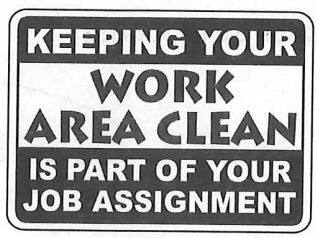 KEEPING YOUR
WORK
AREA CLEAN
IS PART OF YOUR
JOB ASSIGNMENT